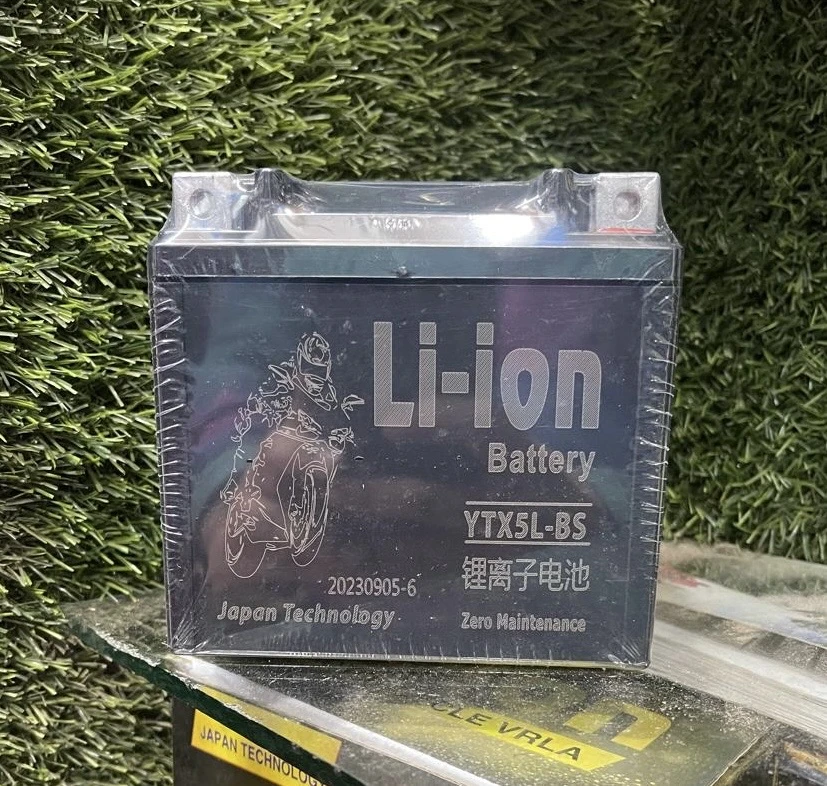 Li-ion
Battery
YTX5L-BS
锂离子电池
20230905-6
Japan Technology
Zero Maintenance
CLE VRLA
JAPAN TECHNOLOGY